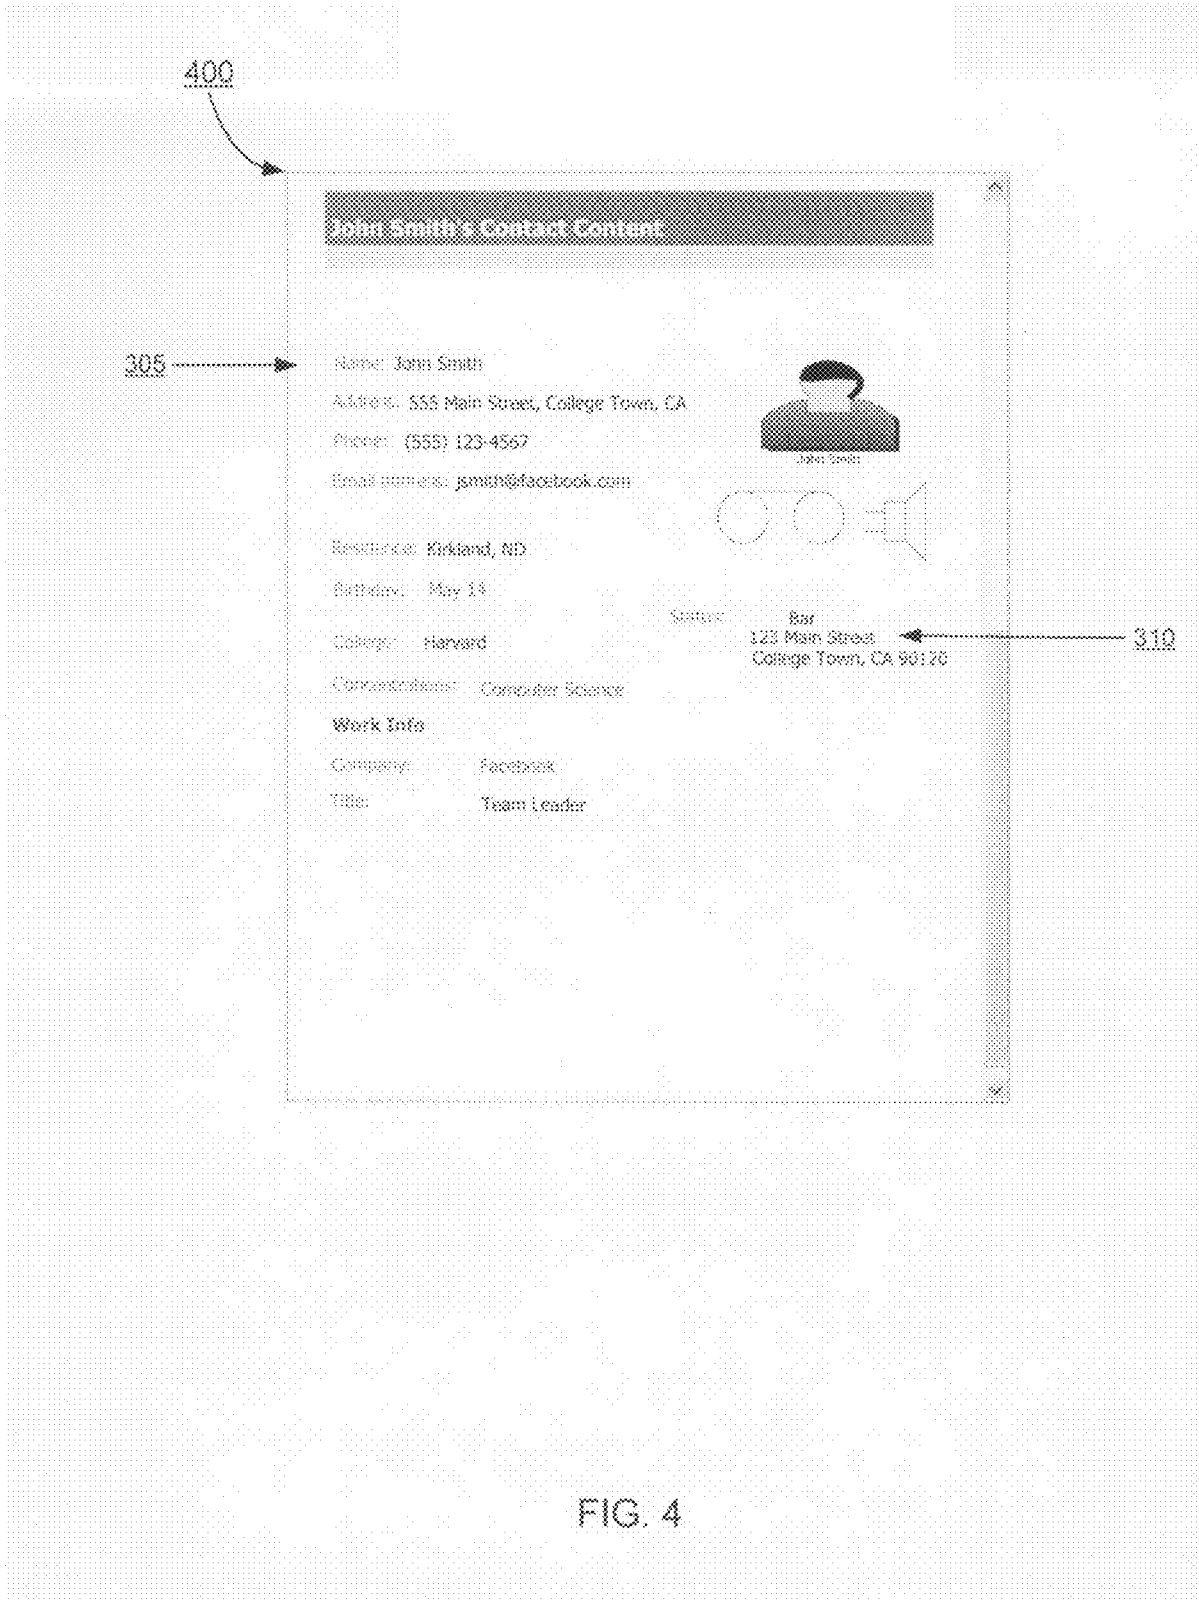 400
John Smith's Contact Content
305
Name: John Smith
Address: 555 Main Street, College Town, CA
Phone: (555) 123-4567
John Smith
Email address: jsmith@facebook.com
Residence: Kirkland, ND
Birthday: May 14
Status: Bar
123 Main Street
310
College: Harvard
College Town, CA 90120
Concentrations: Computer Science
Work Info
Company: Facebook
Title: Team Leader
FIG. 4